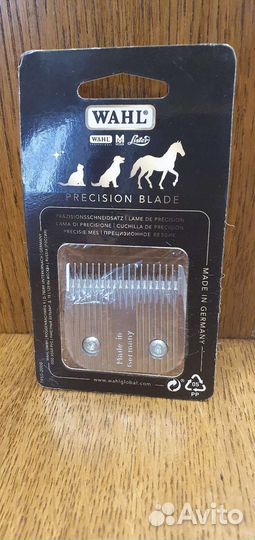 WAHL
WAHL
Lister
PRECISION BLADE
PRÄZISIONSSCHNEIDSATZ | LAME DE PRÉCISION
LAMA DI PRECISIONE | CUCHILLA DE PRECISIÓN
PRECISIE MES | ПРЕЦИЗИОННОЕ ЛЕЗВИЕ
MADE IN GERMANY
Made in
Germany
www.wahlglobal.com
05
PP
Avito